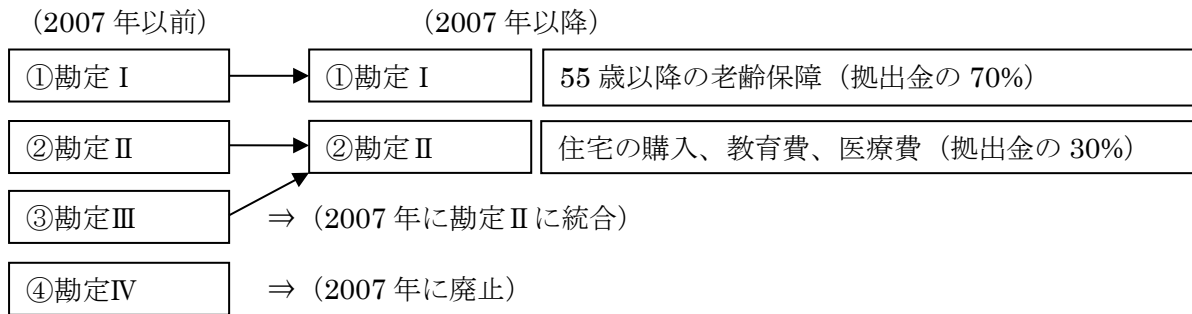 （2007 年以前） （2007 年以降）
①勘定Ⅰ ①勘定Ⅰ 55 歳以降の老齢保障（拠出金の 70%）
②勘定Ⅱ ②勘定Ⅱ 住宅の購入、教育費、医療費（拠出金の 30%）
③勘定Ⅲ ⇒（2007 年に勘定Ⅱに統合）
④勘定Ⅳ ⇒（2007 年に廃止）